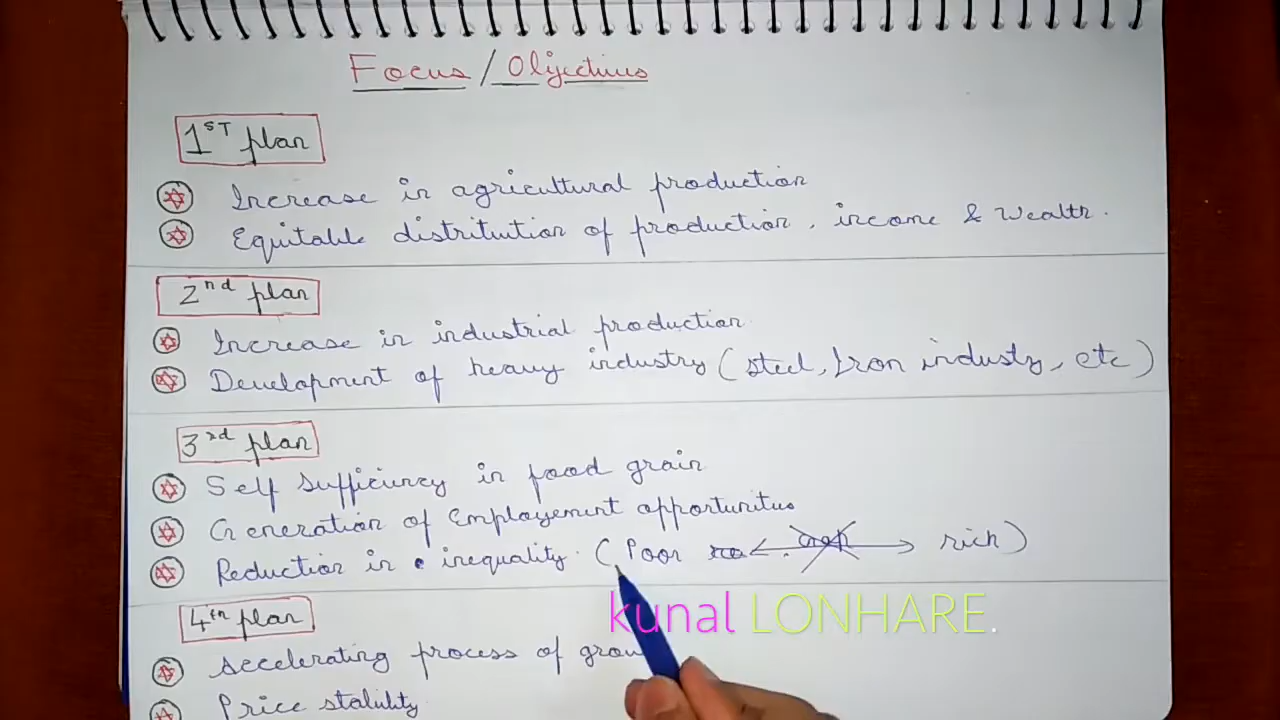 Focus / Objectives
1ST plan
Increase in agricultural production
Equitable distribution of production, income & wealth.
2nd plan
Increase in industrial production
Development of heavy industry (steel, Iron industy, etc)
3rd plan
Self sufficiency in food grain
Generation of Employement opportunities
Reduction in inequality. (Poor rich)
kunal LONHARE.
4th plan
Accelerating process of
Price stability